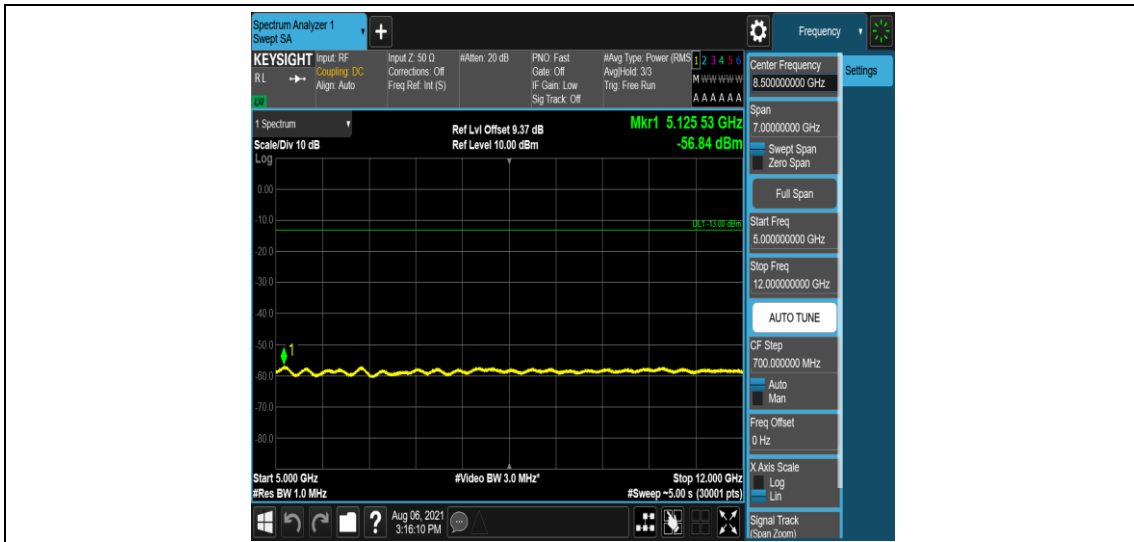 Spectrum Analyzer 1
Swept SA
+
Frequency
KEYSIGHT
RL
LM
Input: RF
Coupling: DC
Align: Auto
Input Z: 50 Ω
Corrections: Off
Freq Ref: Int (S)
#Atten: 20 dB
PNO: Fast
Gate: Off
IF Gain: Low
Sig Track: Off
#Avg Type: Power (RMS
Avg|Hold: 3/3
Trig: Free Run
1 2 3 4 5 6
M W W W W W
A A A A A A
1 Spectrum
Scale/Div 10 dB
Ref Lvl Offset 9.37 dB
Ref Level 10.00 dBm
Mkr1 5.125 53 GHz
-56.84 dBm
Log
0.00
-10.0
DL1 -13.00 dBm
-20.0
-30.0
-40.0
-50.0
1
-60.0
-70.0
-80.0
Start 5.000 GHz
#Res BW 1.0 MHz
#Video BW 3.0 MHz*
Stop 12.000 GHz
#Sweep ~5.00 s (30001 pts)
?
Aug 06, 2021
3:16:10 PM
Center Frequency
8.500000000 GHz
Settings
Span
7.00000000 GHz
Swept Span
Zero Span
Full Span
Start Freq
5.000000000 GHz
Stop Freq
12.000000000 GHz
AUTO TUNE
CF Step
700.000000 MHz
Auto
Man
Freq Offset
0 Hz
X Axis Scale
Log
Lin
Signal Track
(Span Zoom)